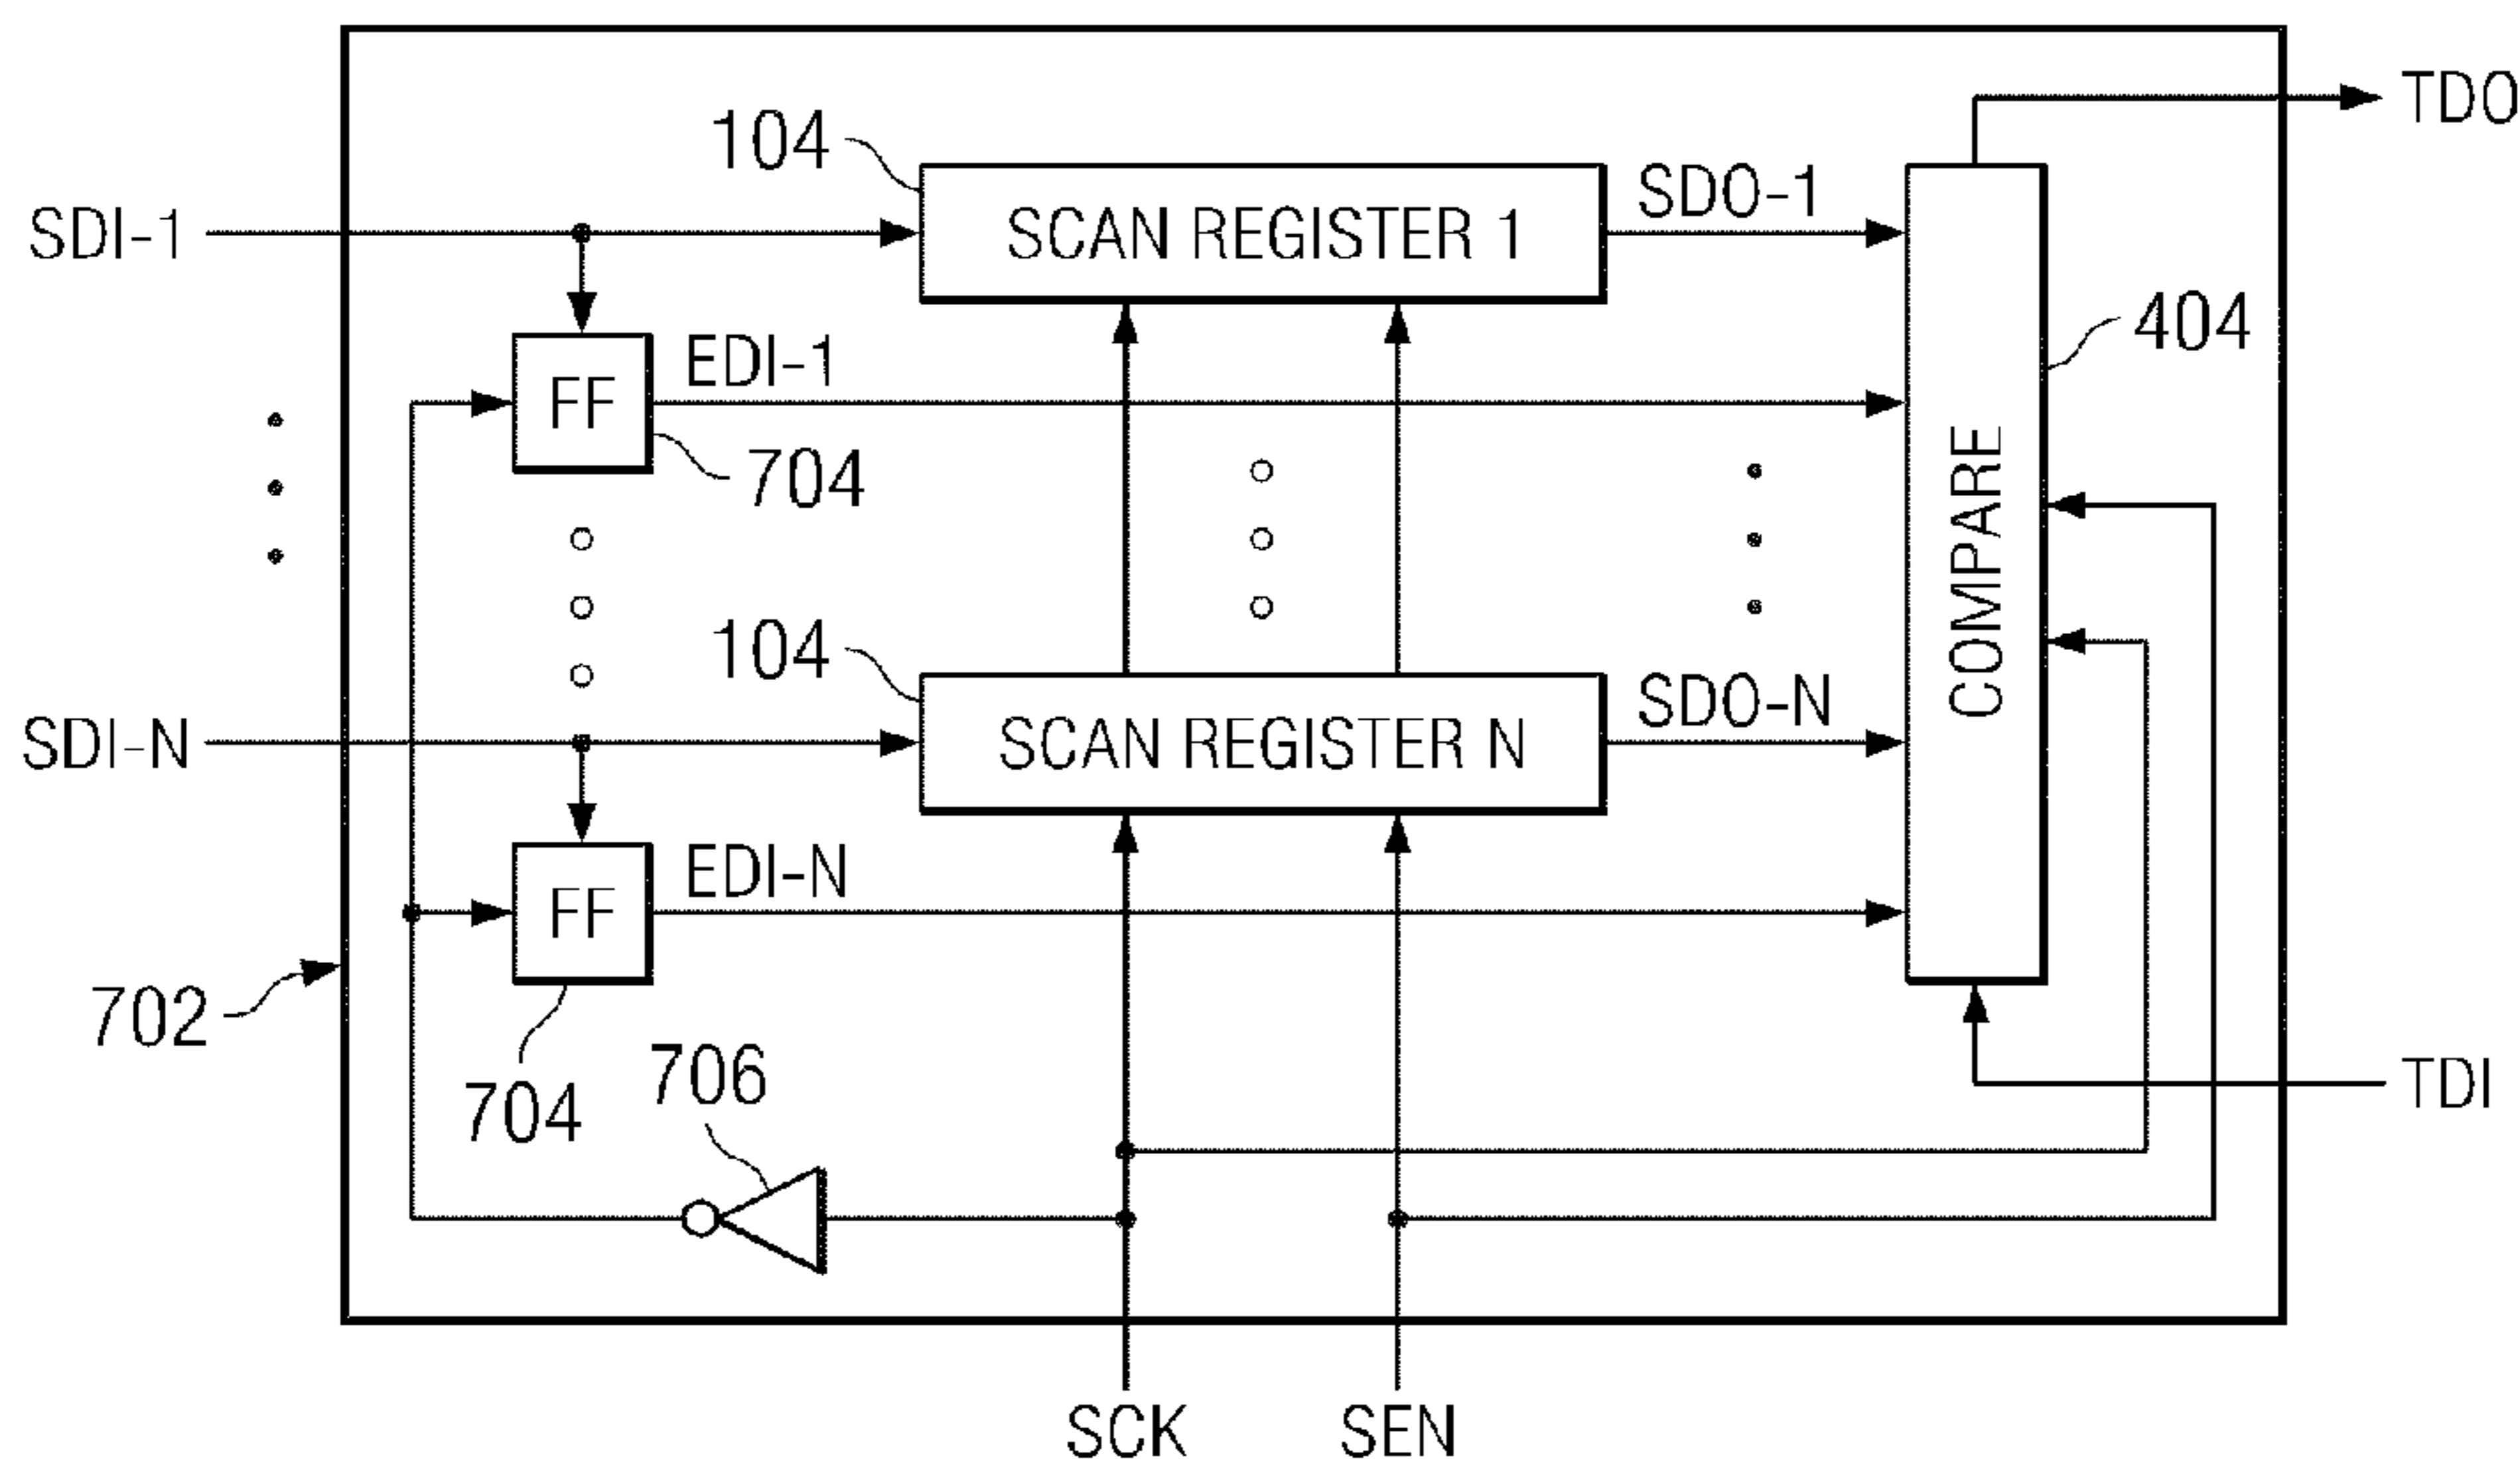 TDO
104
SDI-1
SCAN REGISTER 1
SDO-1
404
EDI-1
FF
704
COMPARE
104
SDI-N
SCAN REGISTER N
SDO-N
EDI-N
FF
702
704
706
TDI
SCK
SEN